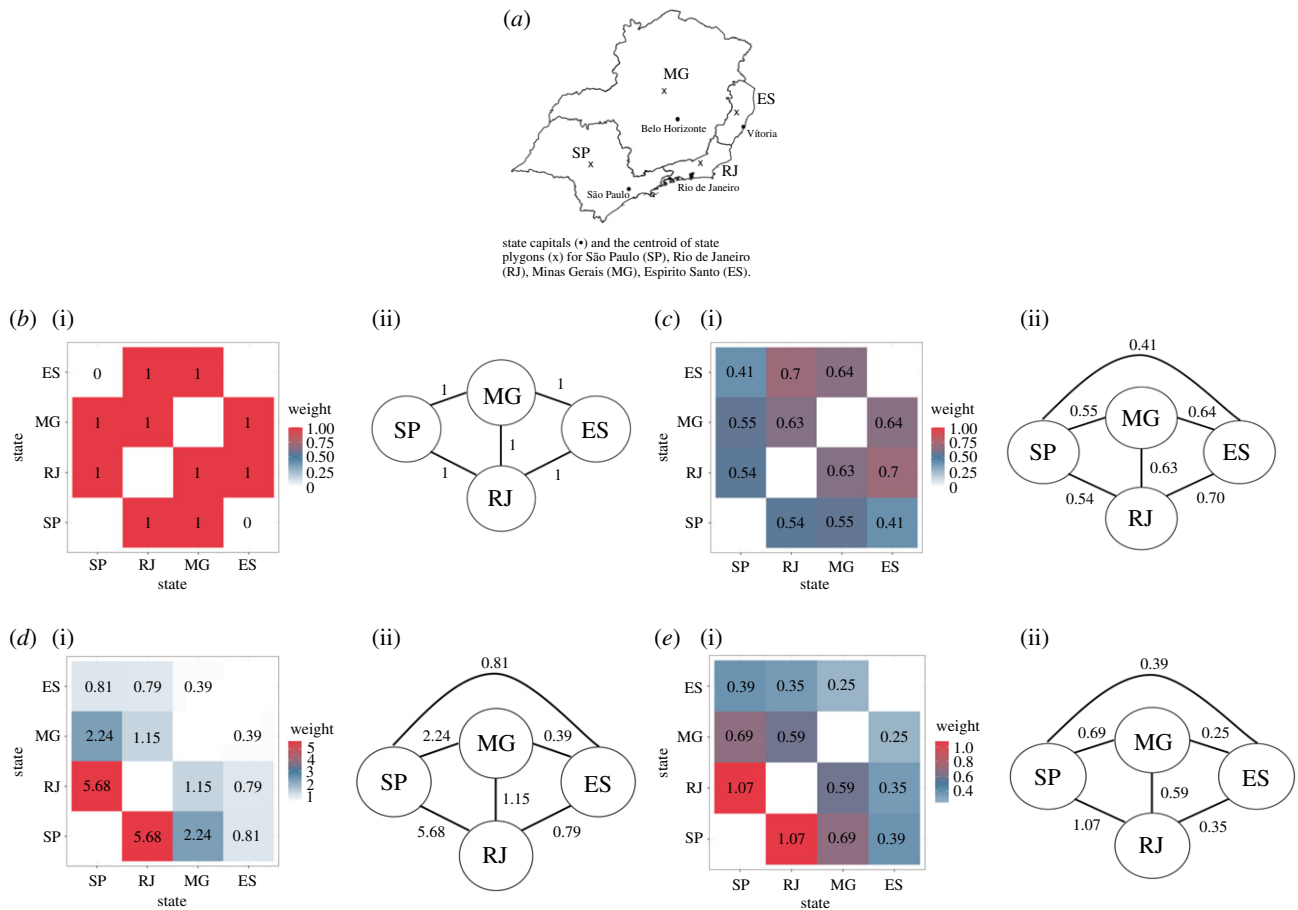 (a)
MG
x
ES
x
Belo Horizonte
Vítoria
SP
x
x
RJ
São Paulo
Rio de Janeiro
state capitals (•) and the centroid of state
plygons (x) for São Paulo (SP), Rio de Janeiro
(RJ), Minas Gerais (MG), Espirito Santo (ES).
(b) (i)
ES 0 1 1
MG 1 1 1
RJ 1 1 1
SP 1 1 0
SP RJ MG ES
state
state
weight
1.00
0.75
0.50
0.25
0
(ii)
MG
SP
ES
RJ
1
1
1
1
1
(c) (i)
ES 0.41 0.7 0.64
MG 0.55 0.63 0.64
RJ 0.54 0.63 0.7
SP 0.54 0.55 0.41
SP RJ MG ES
state
state
weight
1.00
0.75
0.50
0.25
0
(ii)
0.41
0.55
MG
0.64
SP
ES
0.63
0.54
0.70
RJ
(d) (i)
ES 0.81 0.79 0.39
MG 2.24 1.15 0.39
RJ 5.68 1.15 0.79
SP 5.68 2.24 0.81
SP RJ MG ES
state
state
weight
5
4
3
2
1
(ii)
0.81
2.24
MG
0.39
SP
ES
1.15
5.68
0.79
RJ
(e) (i)
ES 0.39 0.35 0.25
MG 0.69 0.59 0.25
RJ 1.07 0.59 0.35
SP 1.07 0.69 0.39
SP RJ MG ES
state
state
weight
1.0
0.8
0.6
0.4
(ii)
0.39
0.69
MG
0.25
SP
ES
0.59
1.07
0.35
RJ